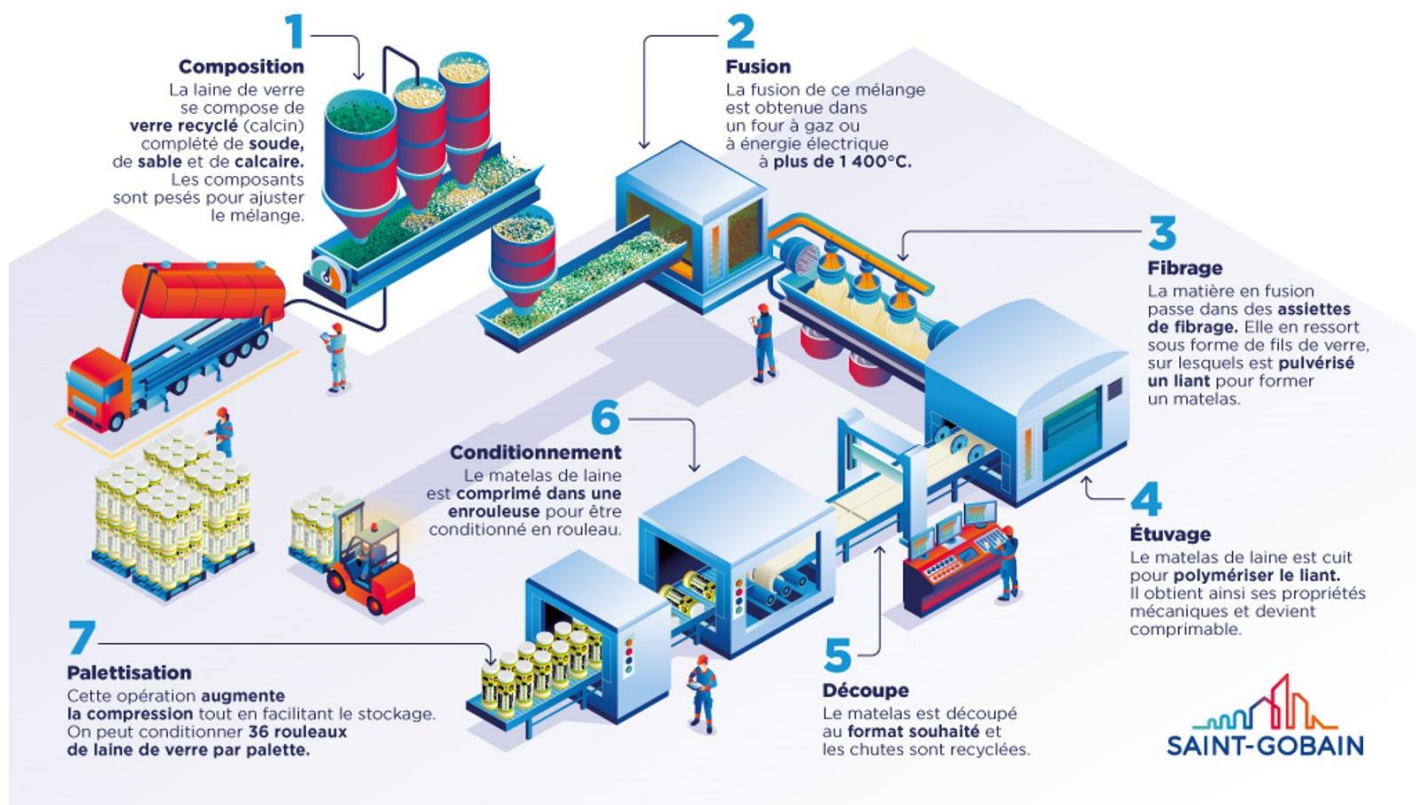 1
Composition
La laine de verre
se compose de
verre recyclé (calcin)
complété de soude,
de sable et de calcaire.
Les composants
sont pesés pour ajuster
le mélange.
2
Fusion
La fusion de ce mélange
est obtenue dans
un four à gaz ou
à énergie électrique
à plus de 1 400°C.
3
Fibrage
La matière en fusion
passe dans des assiettes
de fibrage. Elle en ressort
sous forme de fils de verre,
sur lesquels est pulvérisé
un liant pour former
un matelas.
4
Étuvage
Le matelas de laine est cuit
pour polymériser le liant.
Il obtient ainsi ses propriétés
mécaniques et devient
comprimable.
5
Découpe
Le matelas est découpé
au format souhaité et
les chutes sont recyclées.
6
Conditionnement
Le matelas de laine
est comprimé dans une
enrouleuse pour être
conditionné en rouleau.
7
Palettisation
Cette opération augmente
la compression tout en facilitant le stockage.
On peut conditionner 36 rouleaux
de laine de verre par palette.
SAINT-GOBAIN